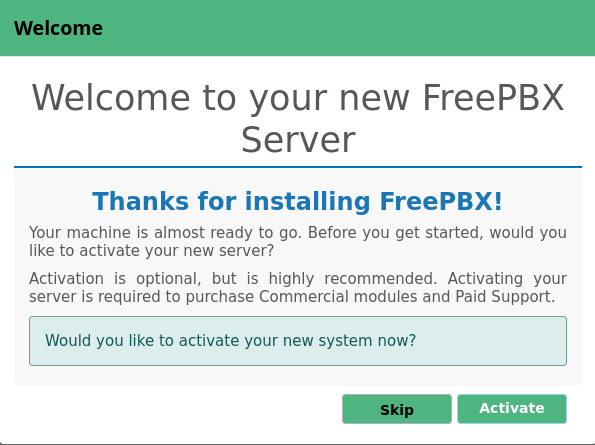 Welcome
Welcome to your new FreePBX
Server
Thanks for installing FreePBX!
Your machine is almost ready to go. Before you get started, would you
like to activate your new server?
Activation is optional, but is highly recommended. Activating your
server is required to purchase Commercial modules and Paid Support.
Would you like to activate your new system now?
Skip
Activate